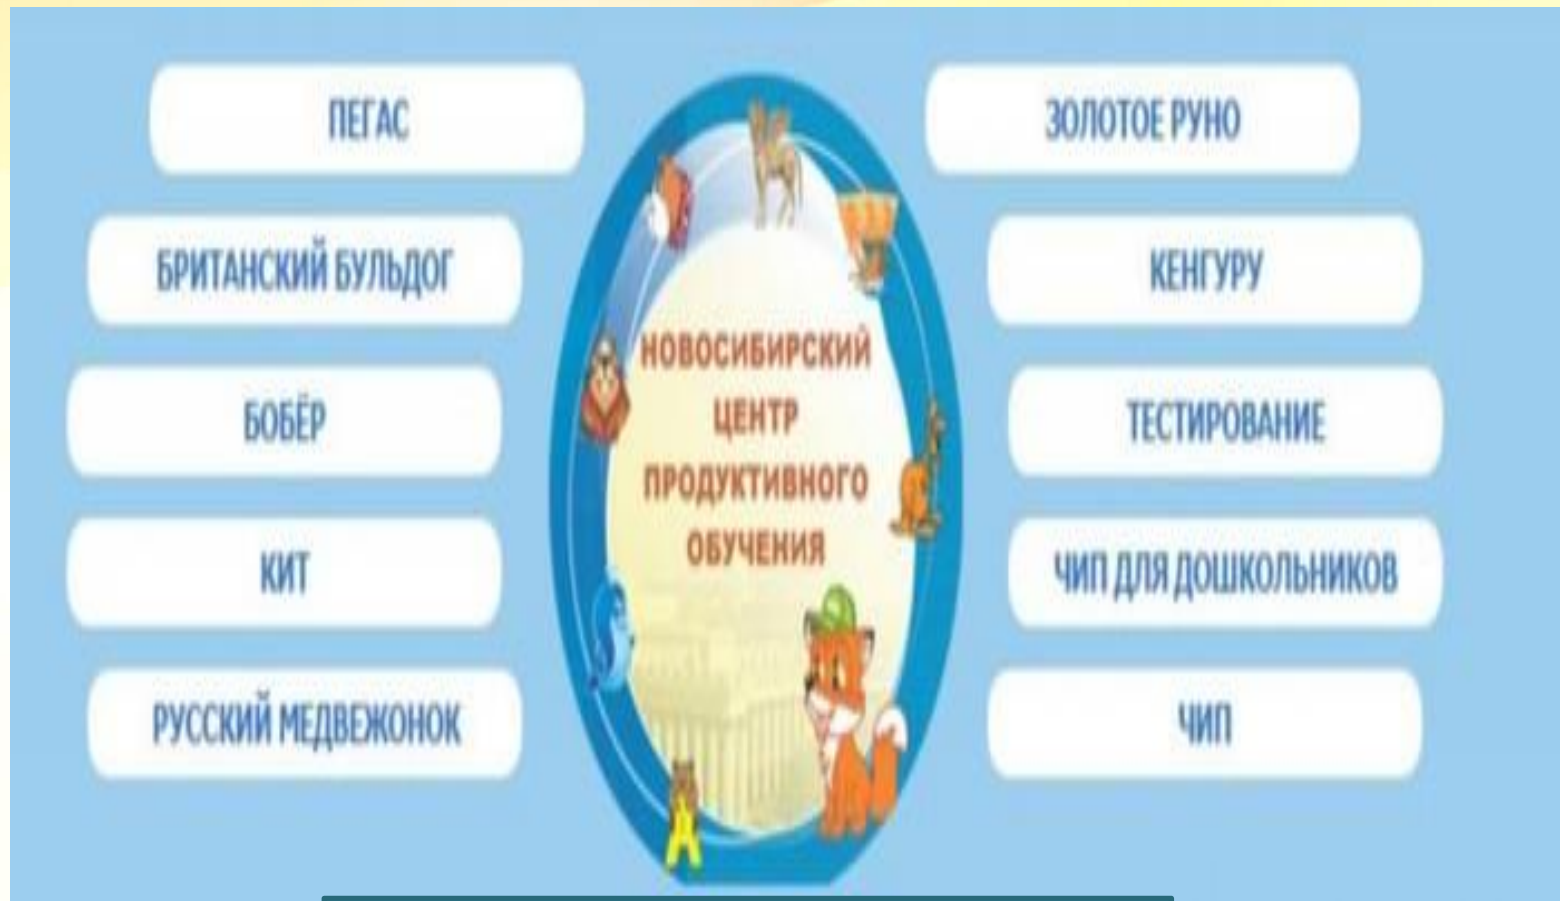 ПЕГАС
БРИТАНСКИЙ БУЛЬДОГ
БОБЁР
КИТ
РУССКИЙ МЕДВЕЖОНОК
НОВОСИБИРСКИЙ
ЦЕНТР
ПРОДУКТИВНОГО
ОБУЧЕНИЯ
ЗОЛОТОЕ РУНО
КЕНГУРУ
ТЕСТИРОВАНИЕ
ЧИП ДЛЯ ДОШКОЛЬНИКОВ
ЧИП